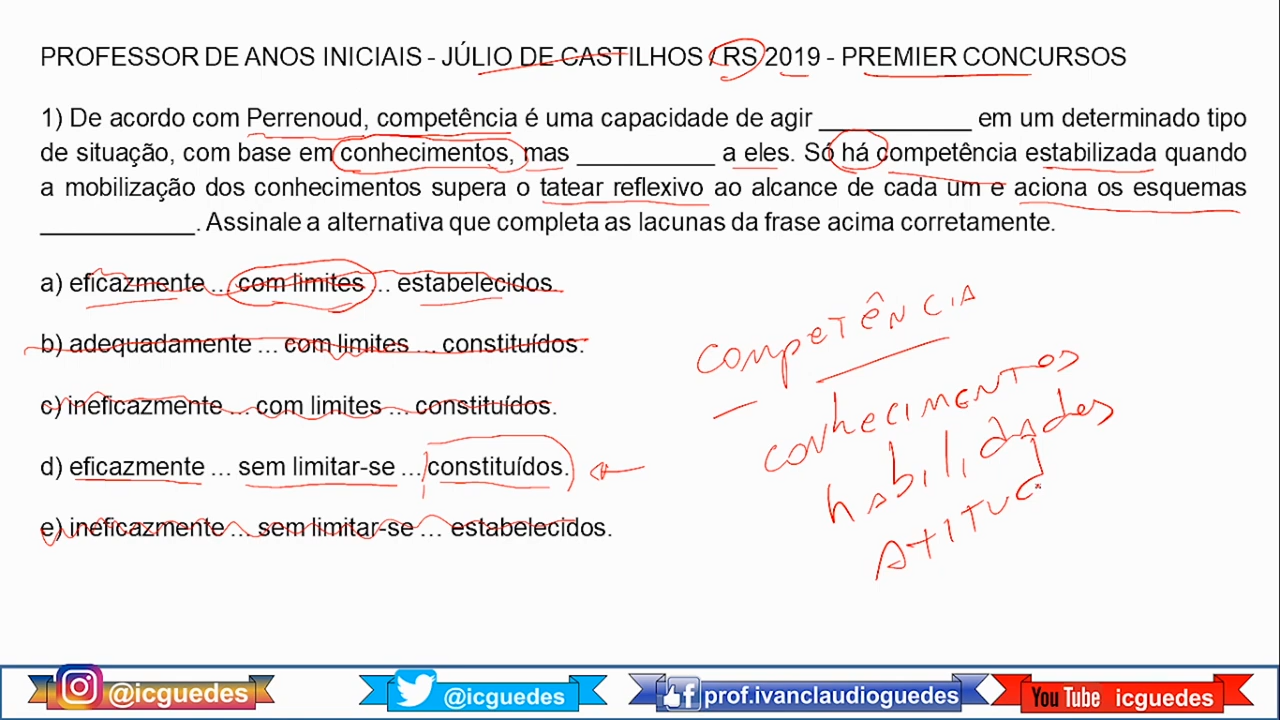 PROFESSOR DE ANOS INICIAIS - JÚLIO DE CASTILHOS / RS 2019 - PREMIER CONCURSOS
1) De acordo com Perrenoud, competência é uma capacidade de agir ___________ em um determinado tipo
de situação, com base em conhecimentos, mas __________ a eles. Só há competência estabilizada quando
a mobilização dos conhecimentos supera o tatear reflexivo ao alcance de cada um e aciona os esquemas
___________. Assinale a alternativa que completa as lacunas da frase acima corretamente.
a) eficazmente ... com limites ... estabelecidos.
b) adequadamente ... com limites ... constituídos.
c) ineficazmente ... com limites ... constituídos.
d) eficazmente ... sem limitar-se ... constituídos.
e) ineficazmente ... sem limitar-se ... estabelecidos.
competência
conhecimentos
habilidades
Atitud
@icguedes
@icguedes
prof.ivanclaudioguedes
You Tube icguedes